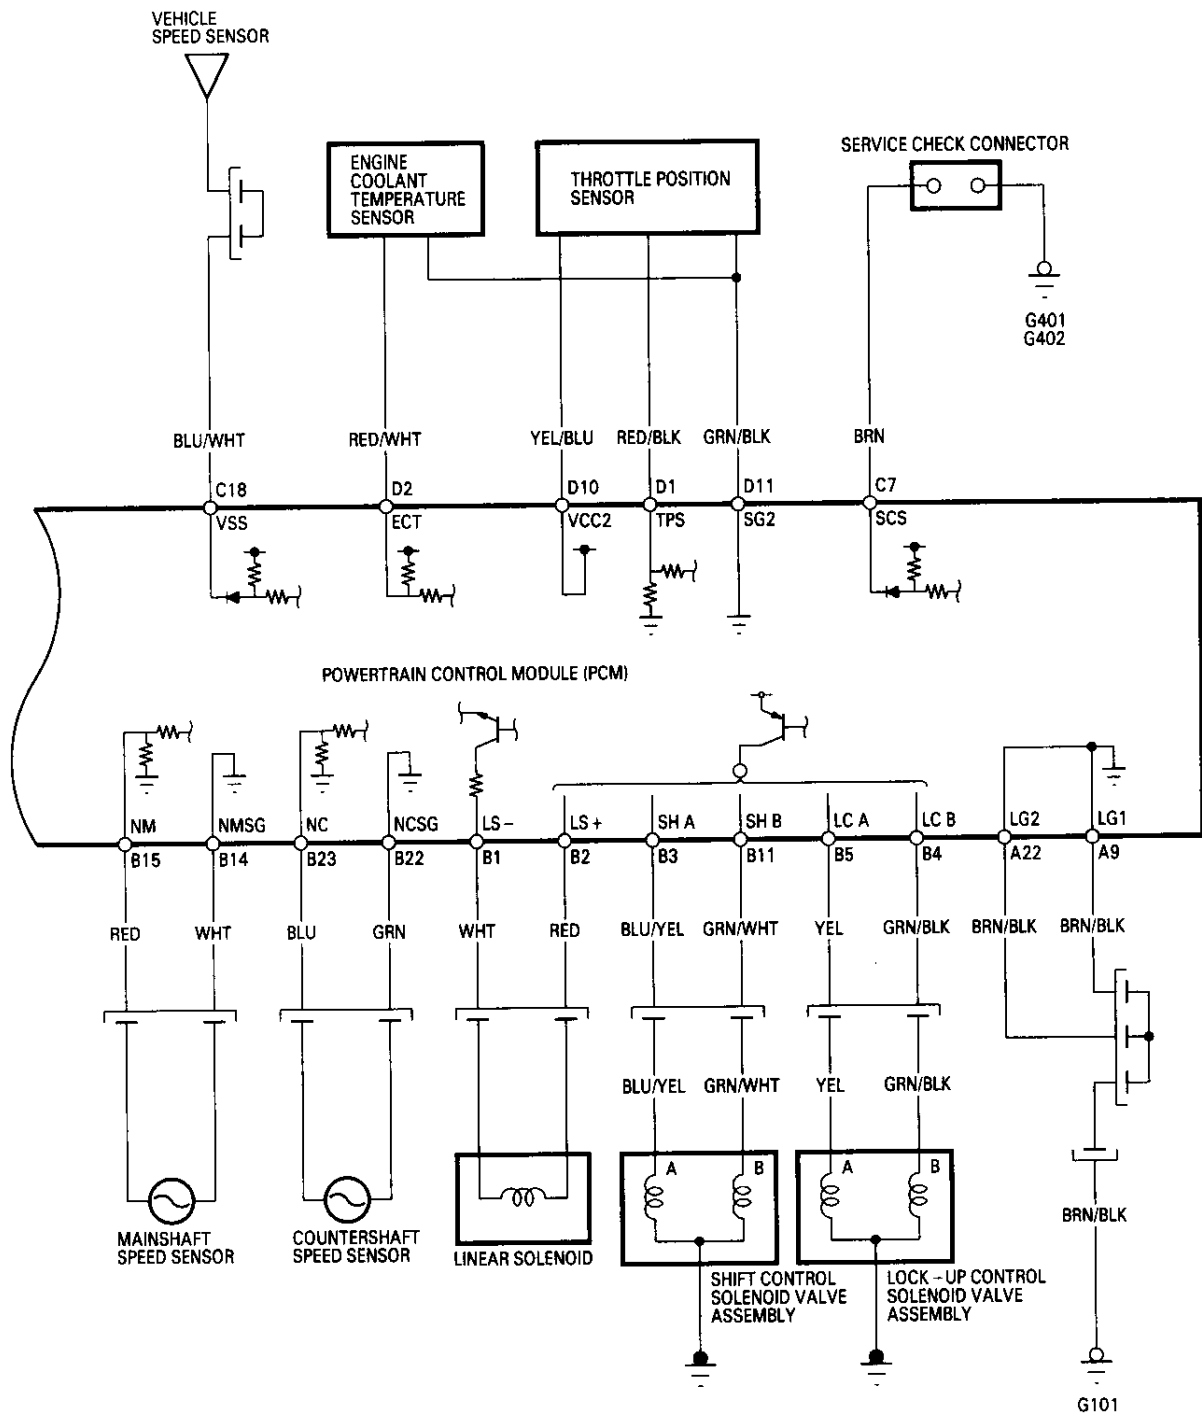 VEHICLE
SPEED SENSOR
ENGINE
COOLANT
TEMPERATURE
SENSOR
THROTTLE POSITION
SENSOR
SERVICE CHECK CONNECTOR
G401
G402
BLU/WHT
RED/WHT
YEL/BLU
RED/BLK
GRN/BLK
BRN
C18
D2
D10
D1
D11
C7
VSS
ECT
VCC2
TPS
SG2
SCS
POWERTRAIN CONTROL MODULE (PCM)
NM
NMSG
NC
NCSG
LS –
LS +
SH A
SH B
LC A
LC B
LG2
LG1
B15
B14
B23
B22
B1
B2
B3
B11
B5
B4
A22
A9
RED
WHT
BLU
GRN
WHT
RED
BLU/YEL
GRN/WHT
YEL
GRN/BLK
BRN/BLK
BRN/BLK
BLU/YEL
GRN/WHT
YEL
GRN/BLK
A
B
A
B
BRN/BLK
MAINSHAFT
SPEED SENSOR
COUNTERSHAFT
SPEED SENSOR
LINEAR SOLENOID
SHIFT CONTROL
SOLENOID VALVE
ASSEMBLY
LOCK – UP CONTROL
SOLENOID VALVE
ASSEMBLY
G101